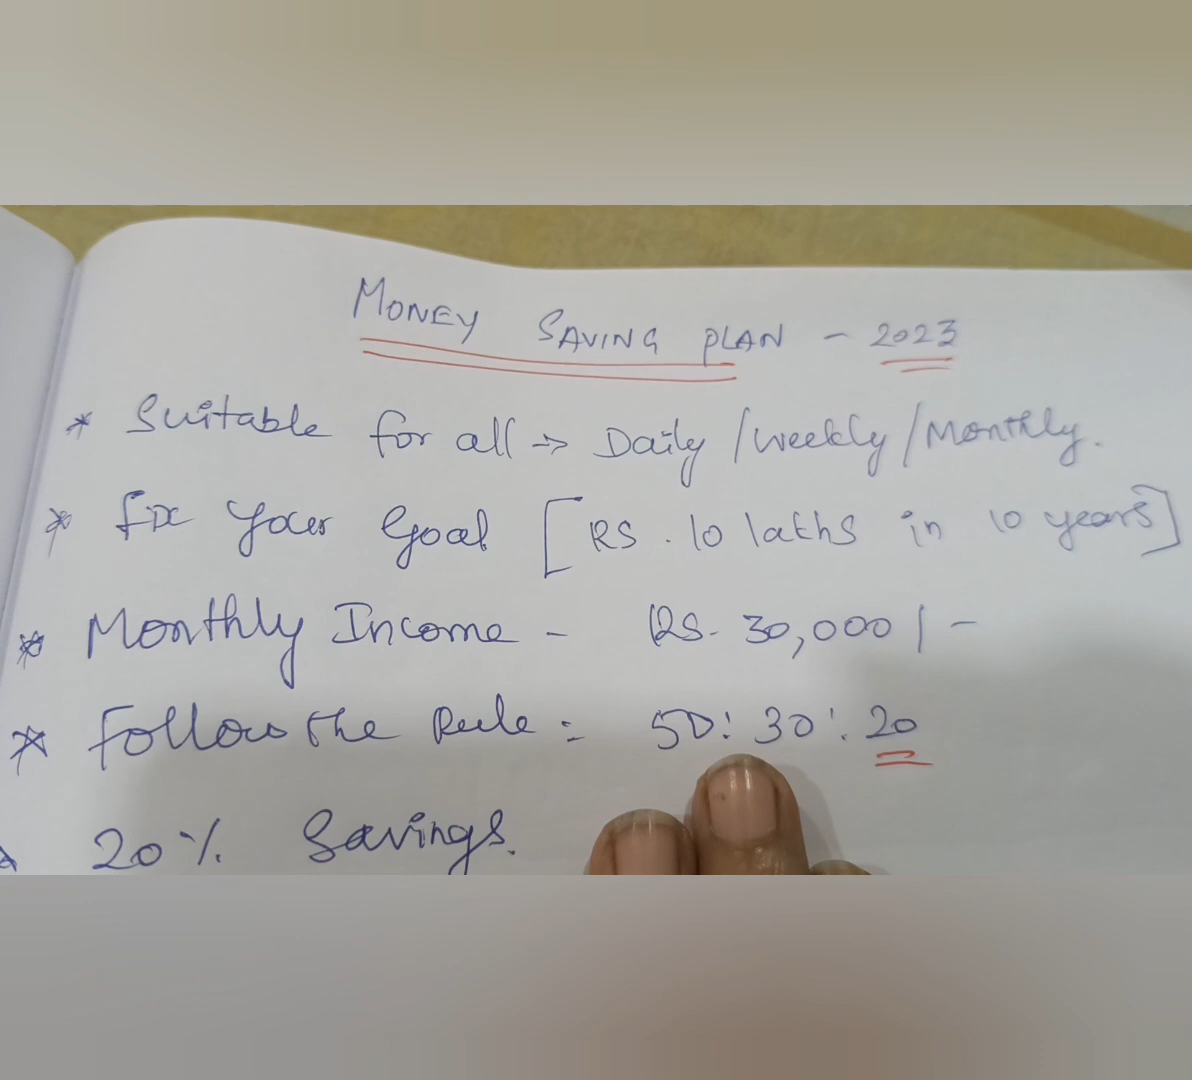 MONEY SAVING PLAN - 2023
* Suitable for all -> Daily/Weekly/Monthly.
* Fix your Goal [RS. 10 lakhs in 10 years]
* Monthly Income - RS. 30,000/-
* Follow the Rule : 50:30:20
20% Savings.